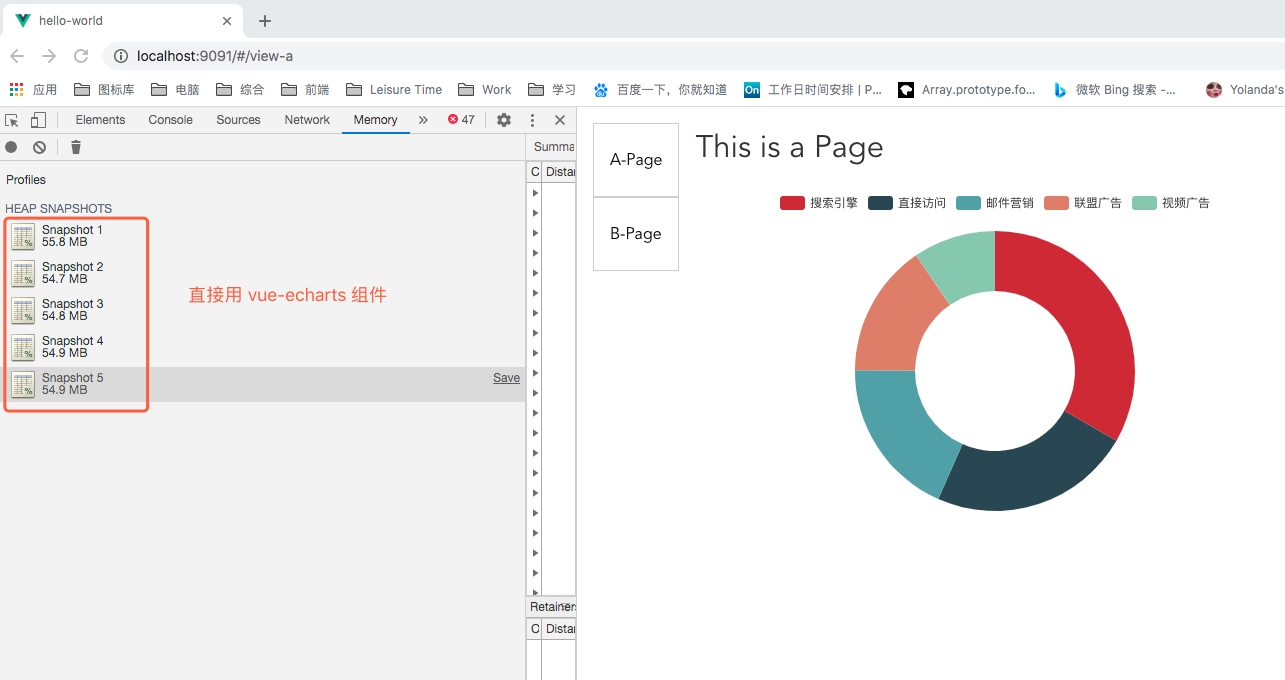 hello-world
localhost:9091/#/view-a
应用 图标库 电脑 综合 前端 Leisure Time Work 学习 百度一下，你就知道 工作日时间安排 | P... Array.prototype.fo... 微软 Bing 搜索 -... Yolanda's
Elements Console Sources Network Memory 47
Summa
Profiles
C Distar
HEAP SNAPSHOTS
Snapshot 1
55.8 MB
Snapshot 2
54.7 MB
Snapshot 3
54.8 MB
Snapshot 4
54.9 MB
Snapshot 5
54.9 MB
Save
直接用 vue-echarts 组件
Retainers
C Distar
A-Page
B-Page
This is a Page
搜索引擎 直接访问 邮件营销 联盟广告 视频广告